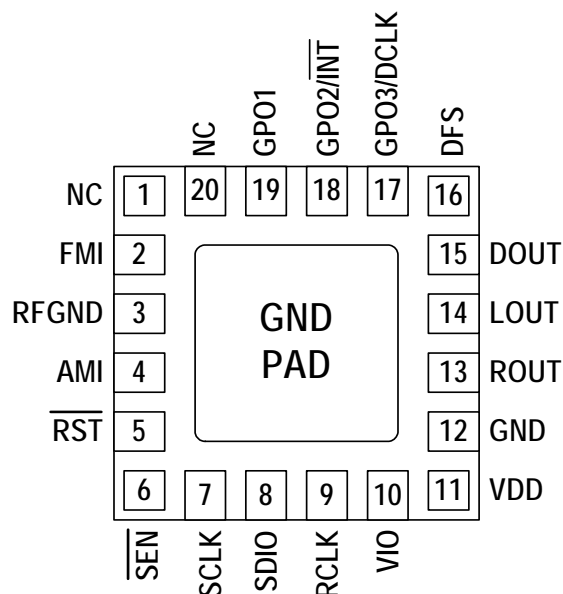 NC
GPO1
GPO2/INT
GPO3/DCLK
DFS
NC 1 20 19 18 17 16
FMI 2 15 DOUT
RFGND 3 14 LOUT
GND
PAD
AMI 4 13 ROUT
RST 5 12 GND
6 7 8 9 10 11 VDD
SEN
SCLK
SDIO
RCLK
VIO